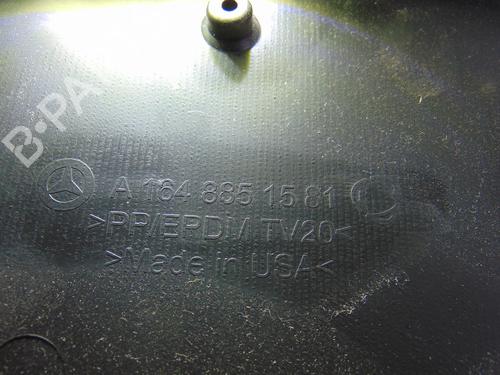 B-PA
A 164 885 15 81
>PP/EPDM TV20<
>Made in USA<